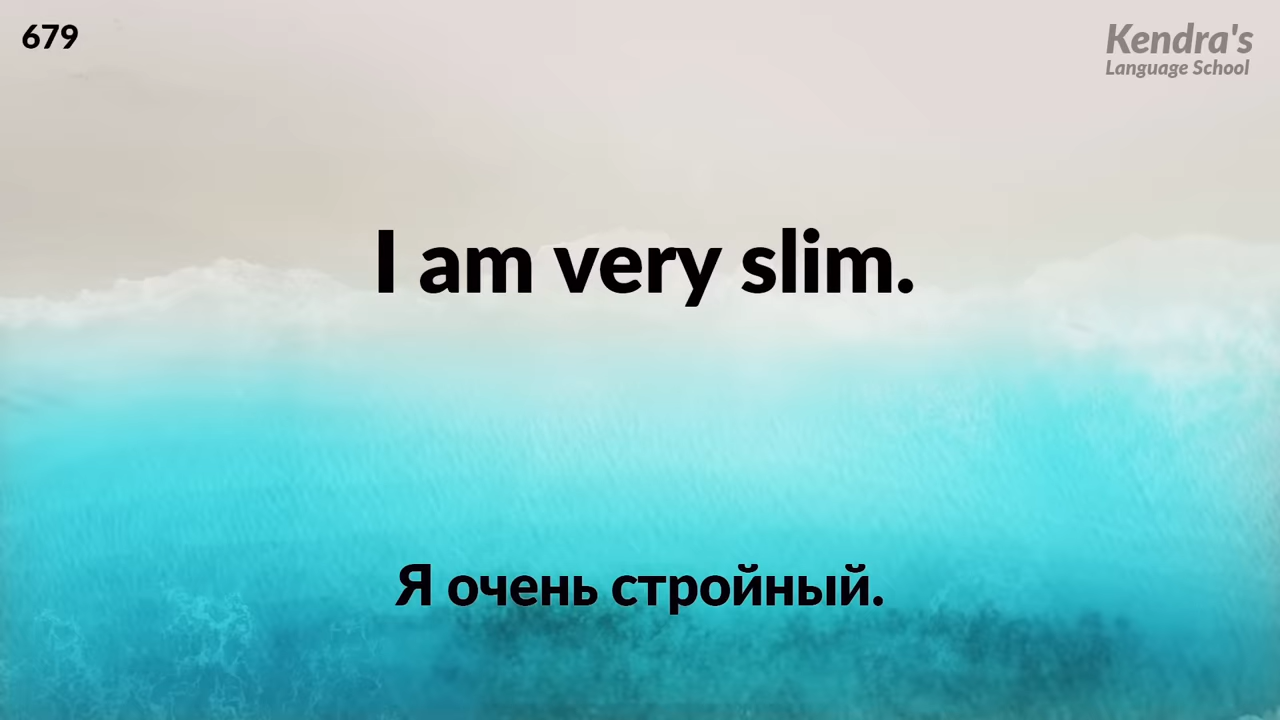 679
Kendra's
Language School
I am very slim.
Я очень стройный.